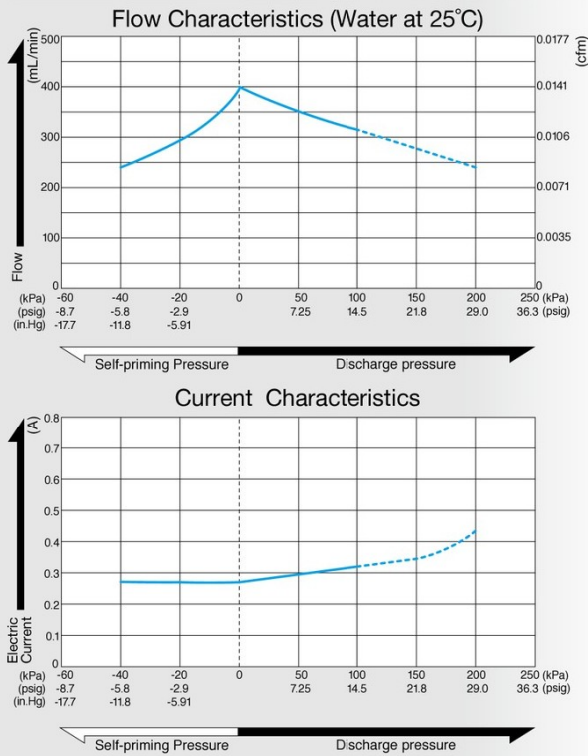 Flow Characteristics (Water at 25°C)
(mL/min)
(cfm)
500 0.0177
400 0.0141
300 0.0106
200 0.0071
100 0.0035
0 0
Flow
(kPa) -60 -40 -20 0 50 100 150 200 250 (kPa)
(psig) -8.7 -5.8 -2.9 7.25 14.5 21.8 29.0 36.3 (psig)
(in.Hg) -17.7 -11.8 -5.91
Self-priming Pressure Discharge pressure
Current Characteristics
(A)
0.8
0.7
0.6
0.5
0.4
0.3
0.2
0.1
0
Electric
Current
(kPa) -60 -40 -20 0 50 100 150 200 250 (kPa)
(psig) -8.7 -5.8 -2.9 7.25 14.5 21.8 29.0 36.3 (psig)
(in.Hg) -17.7 -11.8 -5.91
Self-priming Pressure Discharge pressure